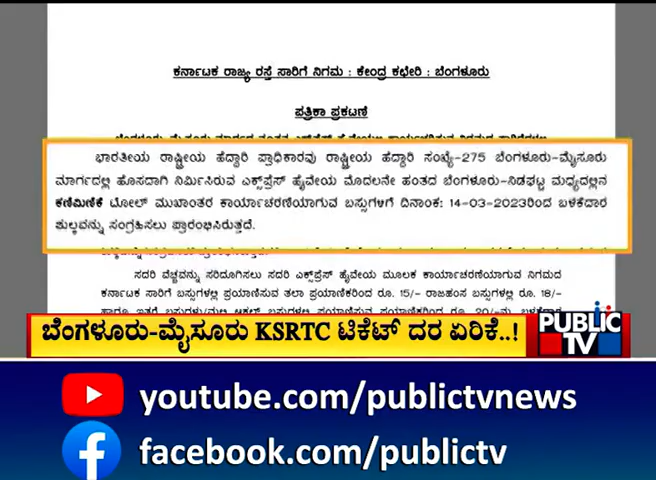 ಕರ್ನಾಟಕ ರಾಜ್ಯ ರಸ್ತೆ ಸಾರಿಗೆ ನಿಗಮ : ಕೇಂದ್ರ ಕಛೇರಿ : ಬೆಂಗಳೂರು
ಪತ್ರಿಕಾ ಪ್ರಕಟಣೆ
ಭಾರತೀಯ ರಾಷ್ಟ್ರೀಯ ಹೆದ್ದಾರಿ ಪ್ರಾಧಿಕಾರವು ರಾಷ್ಟ್ರೀಯ ಹೆದ್ದಾರಿ ಸಂಖ್ಯೆ-275 ಬೆಂಗಳೂರು-ಮೈಸೂರು
ಮಾರ್ಗದಲ್ಲಿ ಹೊಸದಾಗಿ ನಿರ್ಮಿಸಿರುವ ಎಕ್ಸ್‌ಪ್ರೆಸ್ ಹೈವೇಯ ಮೊದಲನೇ ಹಂತದ ಬೆಂಗಳೂರು-ನಿಡಘಟ್ಟ ಮಧ್ಯದಲ್ಲಿನ
ಕಣಿಮಿಣಿಕೆ ಟೋಲ್ ಮುಖಾಂತರ ಕಾರ್ಯಾಚರಣೆಯಾಗುವ ಬಸ್ಸುಗಳಿಗೆ ದಿನಾಂಕ: 14-03-2023ರಿಂದ ಬಳಕೆದಾರ
ಶುಲ್ಕವನ್ನು ಸಂಗ್ರಹಿಸಲು ಪ್ರಾರಂಭಿಸಿರುತ್ತದೆ.
ಸದರಿ ವೆಚ್ಚವನ್ನು ಸರಿದೂಗಿಸಲು ಸದರಿ ಎಕ್ಸ್‌ಪ್ರೆಸ್ ಹೈವೇಯ ಮೂಲಕ ಕಾರ್ಯಾಚರಣೆಯಾಗುವ ನಿಗಮದ
ಕರ್ನಾಟಕ ಸಾರಿಗೆ ಬಸ್ಸುಗಳಲ್ಲಿ ಪ್ರಯಾಣಿಸುವ ತಲಾ ಪ್ರಯಾಣಿಕರಿಂದ ರೂ. 15/- ರಾಜಹಂಸ ಬಸ್ಸುಗಳಲ್ಲಿ ರೂ. 18/-
ಬೆಂಗಳೂರು-ಮೈಸೂರು KSRTC ಟಿಕೆಟ್ ದರ ಏರಿಕೆ..!
PUBLIC
TV
youtube.com/publictvnews
facebook.com/publictv